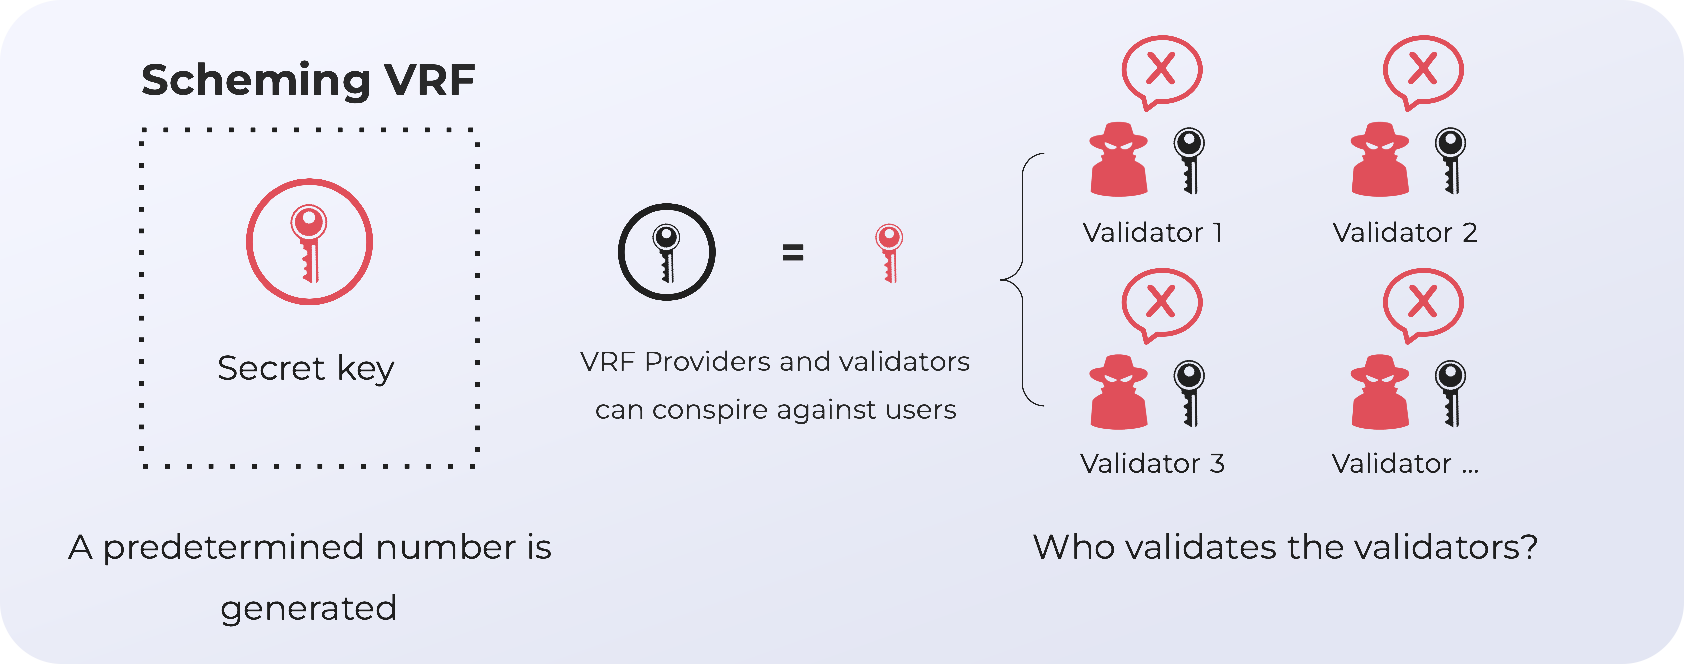 Scheming VRF
Secret key
A predetermined number is
generated
=
VRF Providers and validators
can conspire against users
X
X
Validator 1
Validator 2
X
X
Validator 3
Validator ...
Who validates the validators?